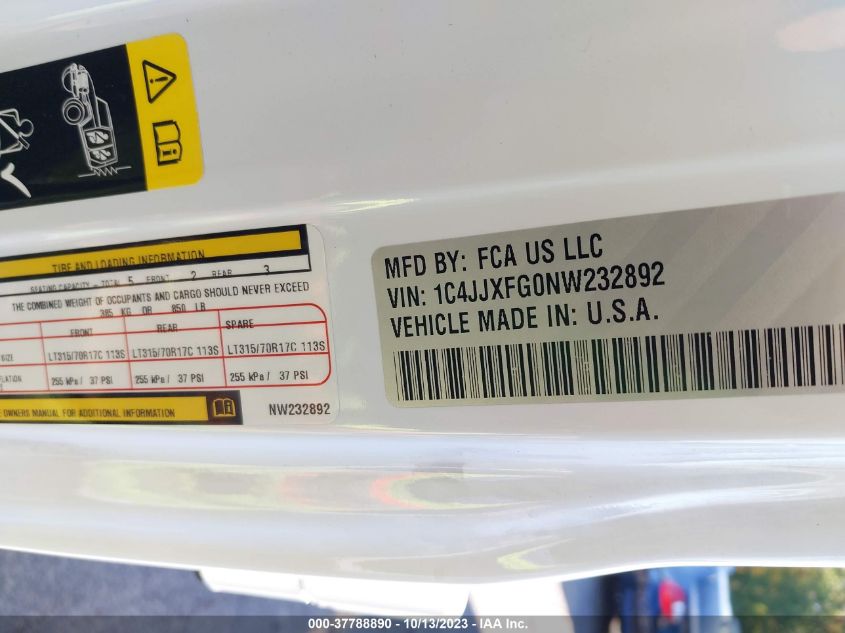 TIRE AND LOADING INFORMATION
SEATING CAPACITY - TOTAL 5 FRONT 2 REAR 3
THE COMBINED WEIGHT OF OCCUPANTS AND CARGO SHOULD NEVER EXCEED
385 KG OR 850 LB
FRONT REAR SPARE
SIZE LT315/70R17C 113S LT315/70R17C 113S LT315/70R17C 113S
255 kPa / 37 PSI 255 kPa / 37 PSI 255 kPa / 37 PSI
OWNERS MANUAL FOR ADDITIONAL INFORMATION
NW232892
MFD BY: FCA US LLC
VIN: 1C4JJXFG0NW232892
VEHICLE MADE IN: U.S.A.
000-37788890 - 10/13/2023 - IAA Inc.